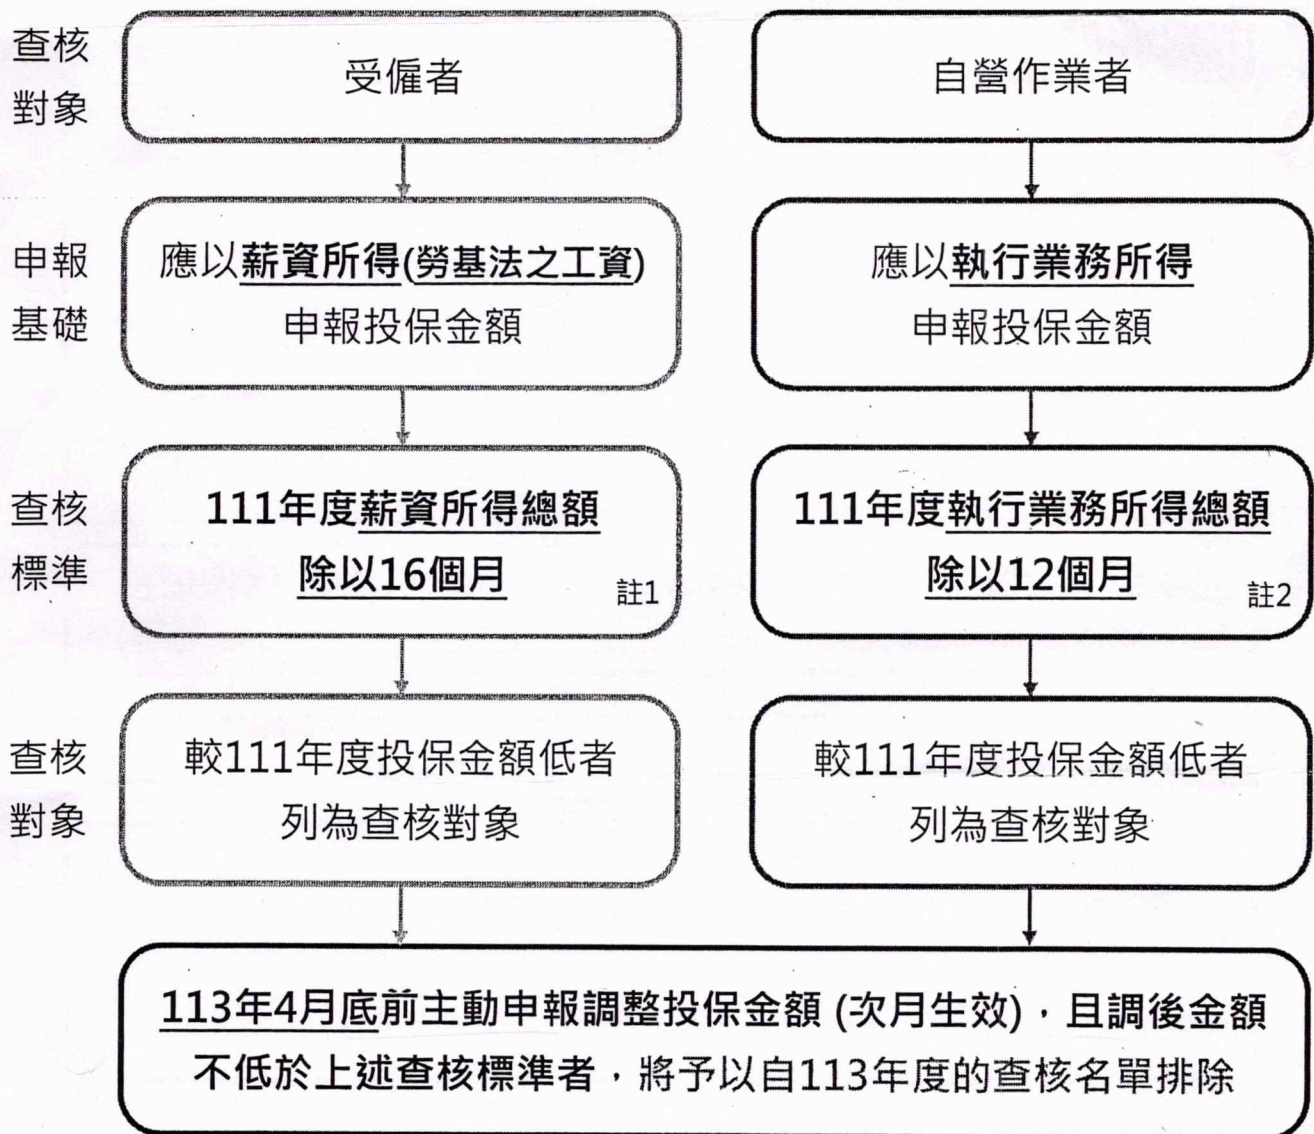 查核
對象
受僱者
自營作業者
申報
基礎
應以薪資所得(勞基法之工資)
申報投保金額
應以執行業務所得
申報投保金額
查核
標準
111年度薪資所得總額
除以16個月 註1
111年度執行業務所得總額
除以12個月 註2
查核
對象
較111年度投保金額低者
列為查核對象
較111年度投保金額低者
列為查核對象
113年4月底前主動申報調整投保金額 (次月生效)，且調後金額
不低於上述查核標準者，將予以自113年度的查核名單排除